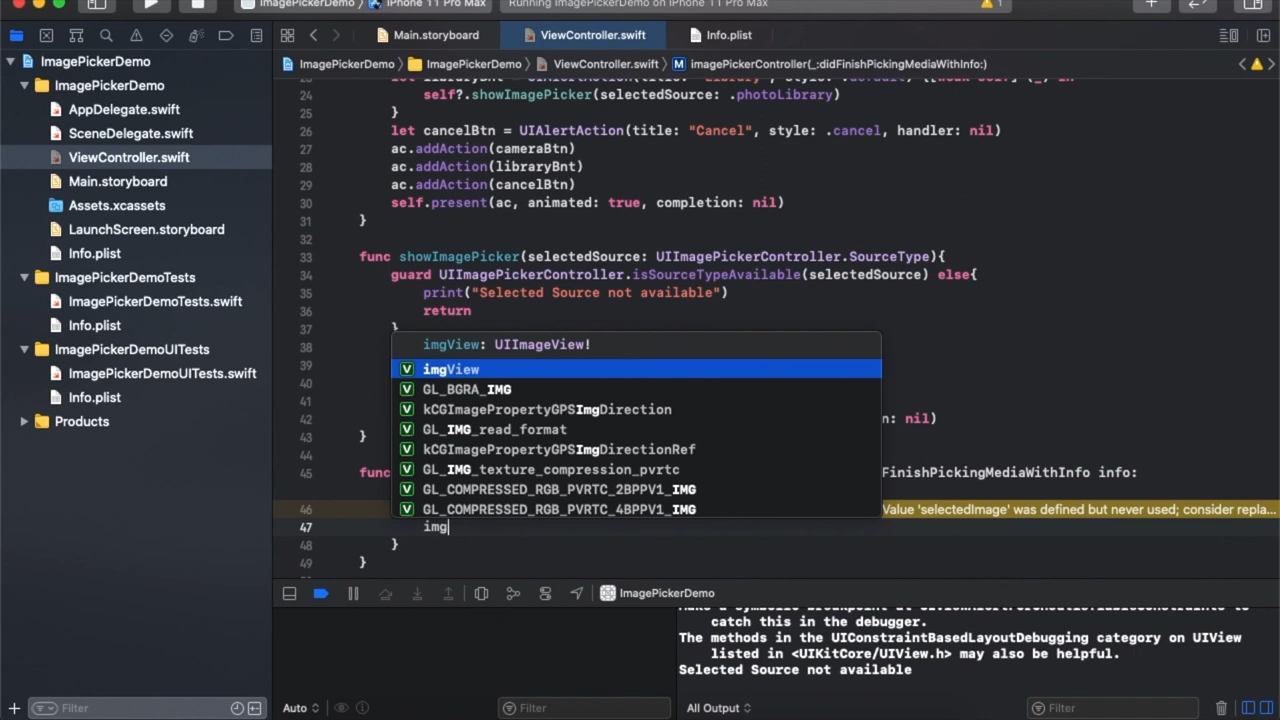 ImagePickerDemo
iPhone 11 Pro Max
Running ImagePickerDemo on iPhone 11 Pro Max
1
Main.storyboard
ViewController.swift
Info.plist
ImagePickerDemo
ImagePickerDemo
ViewController.swift
M imagePickerController(_:didFinishPickingMediaWithInfo:)
ImagePickerDemo
ImagePickerDemo
AppDelegate.swift
SceneDelegate.swift
ViewController.swift
Main.storyboard
Assets.xcassets
LaunchScreen.storyboard
Info.plist
ImagePickerDemoTests
ImagePickerDemoTests.swift
Info.plist
ImagePickerDemoUITests
ImagePickerDemoUITests.swift
Info.plist
Products
Filter
24 self?.showImagePicker(selectedSource: .photoLibrary)
25 }
26 let cancelBtn = UIAlertAction(title: "Cancel", style: .cancel, handler: nil)
27 ac.addAction(cameraBtn)
28 ac.addAction(libraryBnt)
29 ac.addAction(cancelBtn)
30 self.present(ac, animated: true, completion: nil)
31 }
32
33 func showImagePicker(selectedSource: UIImagePickerController.SourceType){
34 guard UIImagePickerController.isSourceTypeAvailable(selectedSource) else{
35 print("Selected Source not available")
36 return
37 }
38
39
40
42 n: nil)
43 }
44
45 func FinishPickingMediaWithInfo info:
46 Value 'selectedImage' was defined but never used; consider repla...
47 img
48 }
49 }
imgView: UIImageView!
V imgView
V GL_BGRA_IMG
V kCGImagePropertyGPSImgDirection
V GL_IMG_read_format
V kCGImagePropertyGPSImgDirectionRef
V GL_IMG_texture_compression_pvrtc
V GL_COMPRESSED_RGB_PVRTC_2BPPV1_IMG
V GL_COMPRESSED_RGB_PVRTC_4BPPV1_IMG
ImagePickerDemo
catch this in the debugger.
The methods in the UIConstraintBasedLayoutDebugging category on UIView
listed in <UIKitCore/UIView.h> may also be helpful.
Selected Source not available
Auto
Filter
All Output
Filter